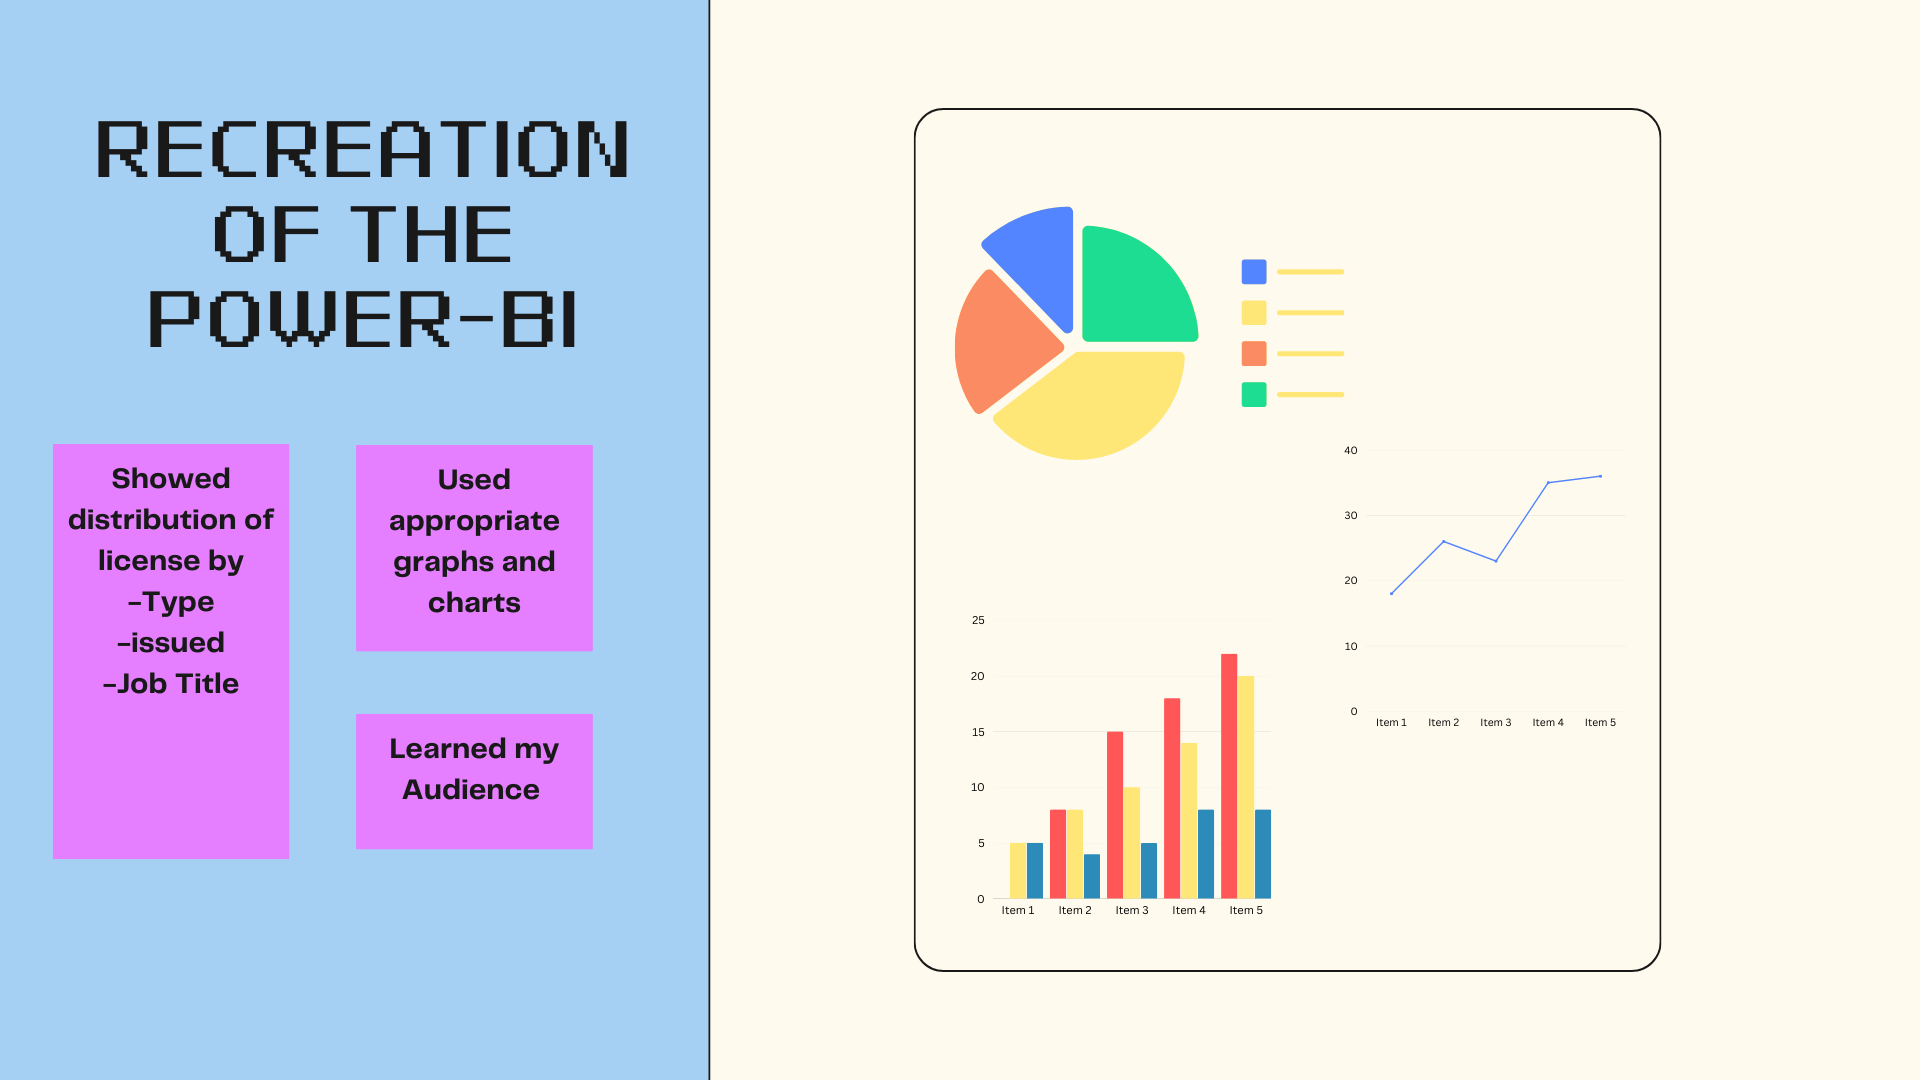 RECREATION
OF THE
POWER-BI
Showed
distribution of
license by
-Type
-issued
-Job Title
Used
appropriate
graphs and
charts
Learned my
Audience
40
30
20
10
0
Item 1 Item 2 Item 3 Item 4 Item 5
25
20
15
10
5
0
Item 1 Item 2 Item 3 Item 4 Item 5